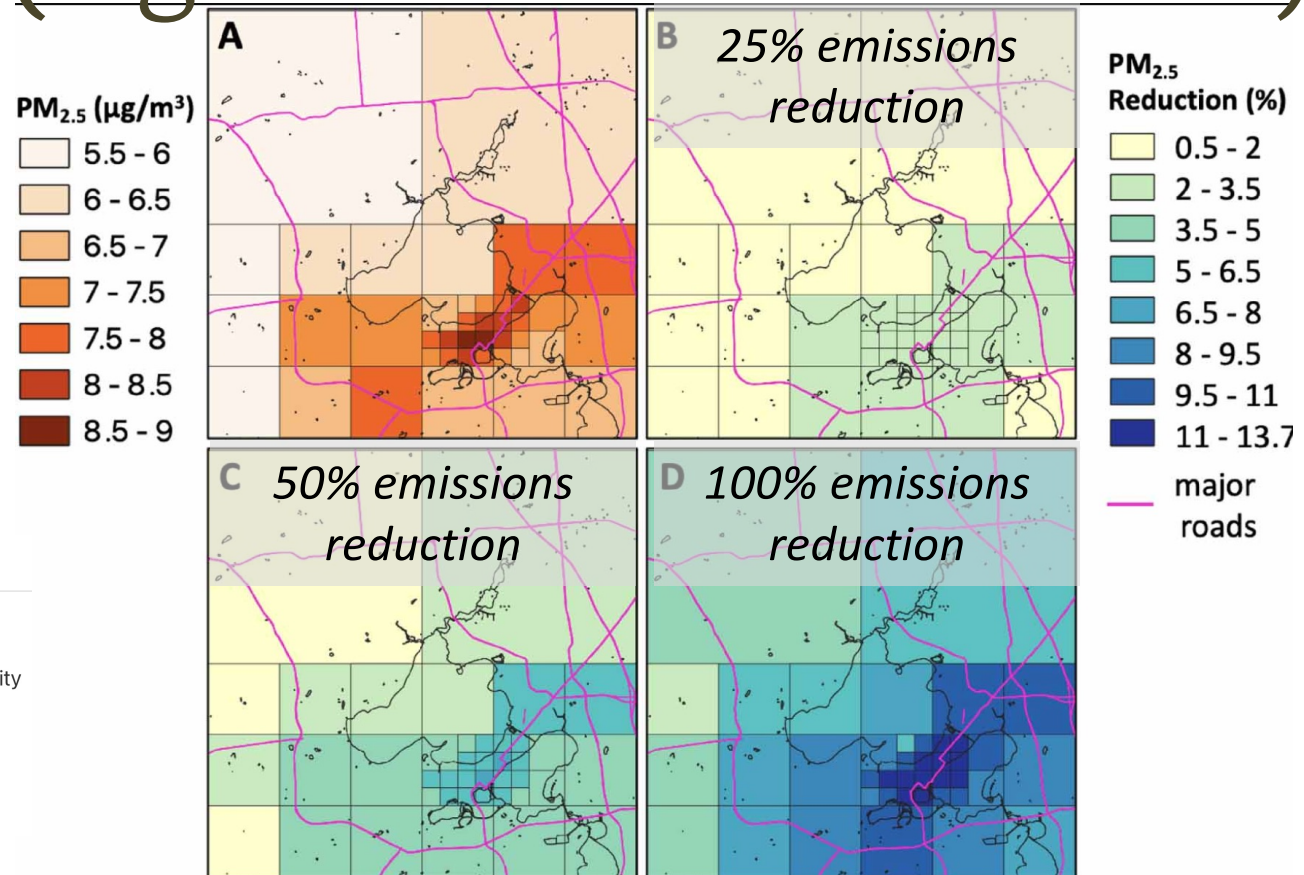 A
B
25% emissions
reduction
PM2.5 (µg/m³)
5.5 - 6
6 - 6.5
6.5 - 7
7 - 7.5
7.5 - 8
8 - 8.5
8.5 - 9
PM2.5
Reduction (%)
0.5 - 2
2 - 3.5
3.5 - 5
5 - 6.5
6.5 - 8
8 - 9.5
9.5 - 11
11 - 13.7
major
roads
C
50% emissions
reduction
D
100% emissions
reduction
ity